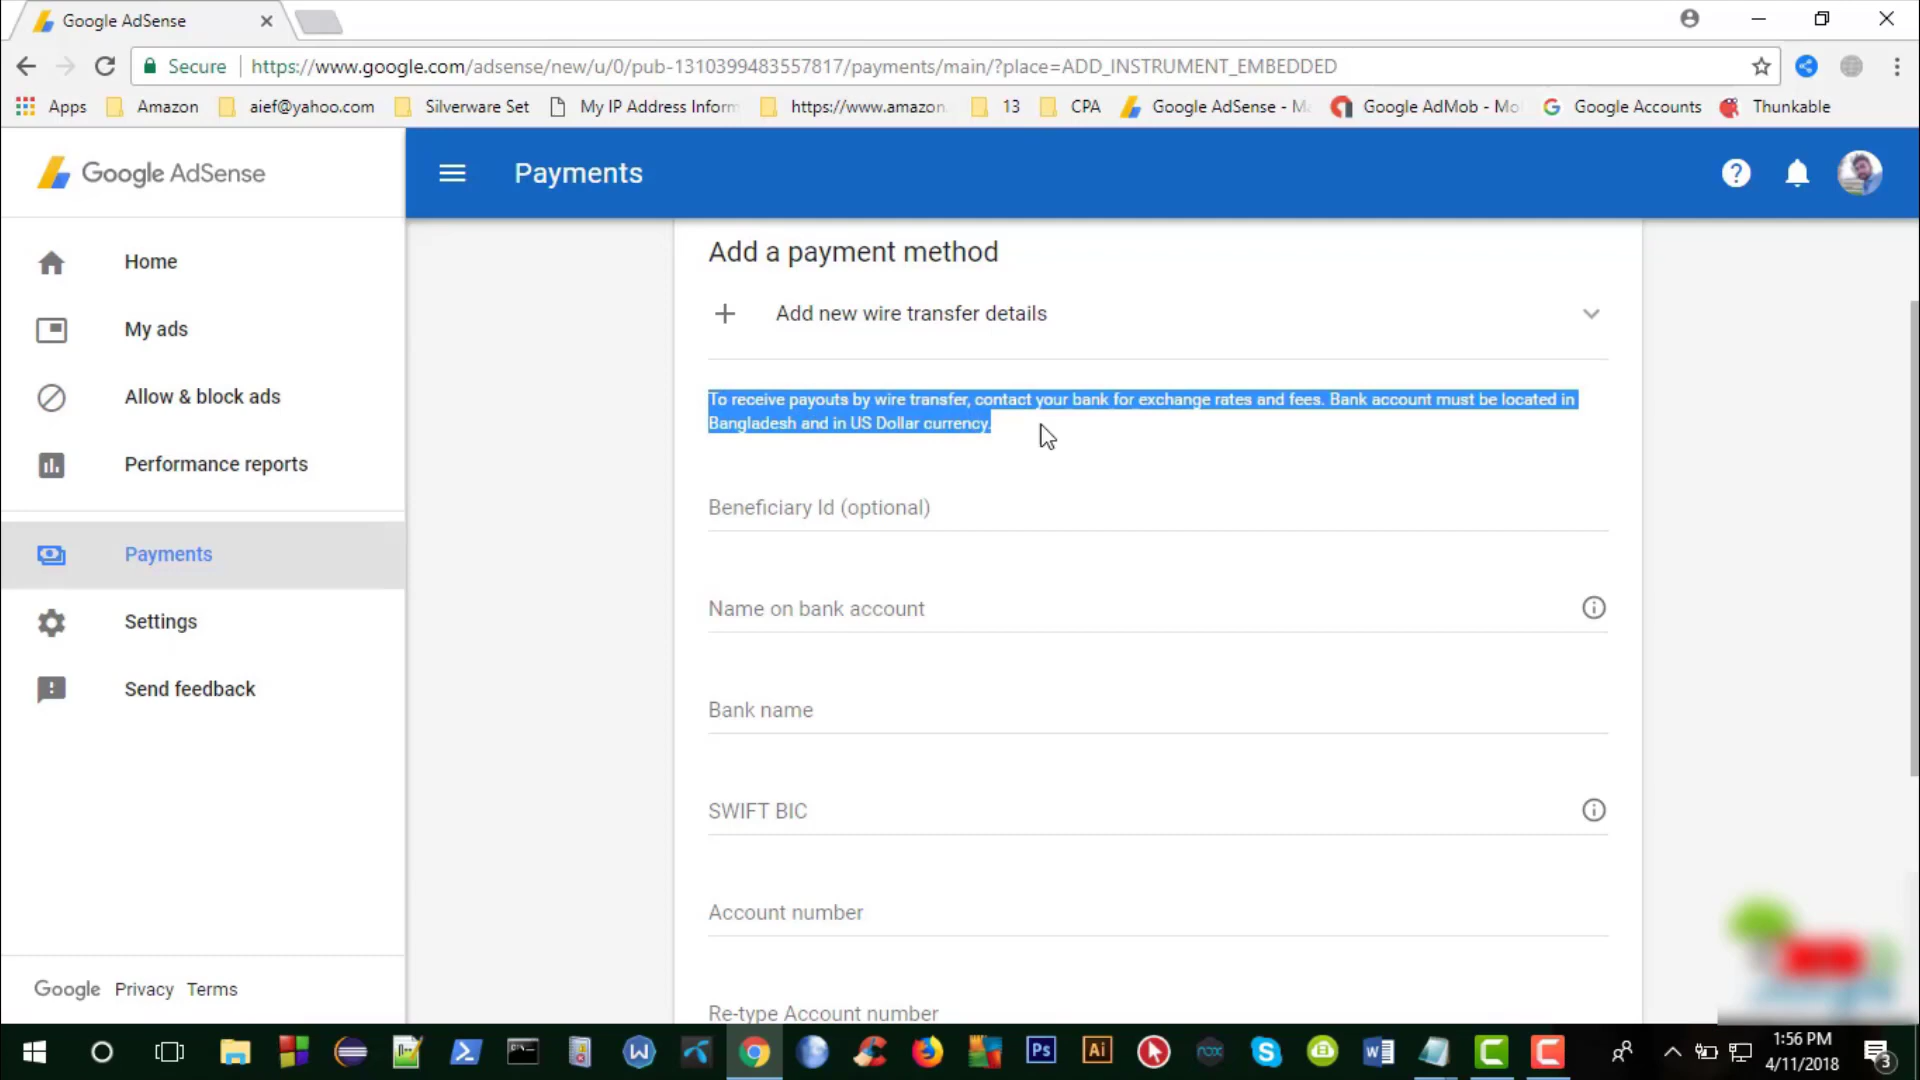 Google AdSense
Secure
https://www.google.com/adsense/new/u/0/pub-1310399483557817/payments/main/?place=ADD_INSTRUMENT_EMBEDDED
Apps
Amazon
aief@yahoo.com
Silverware Set
My IP Address Inform
https://www.amazon.
13
CPA
Google AdSense - Ma
Google AdMob - Mo
Google Accounts
Thunkable
Google AdSense
Payments
Home
My ads
Allow & block ads
Performance reports
Payments
Settings
Send feedback
Google Privacy Terms
Add a payment method
Add new wire transfer details
To receive payouts by wire transfer, contact your bank for exchange rates and fees. Bank account must be located in
Bangladesh and in US Dollar currency.
Beneficiary Id (optional)
Name on bank account
Bank name
SWIFT BIC
Account number
Re-type Account number
Ps
Ai
nox
1:56 PM
4/11/2018
3